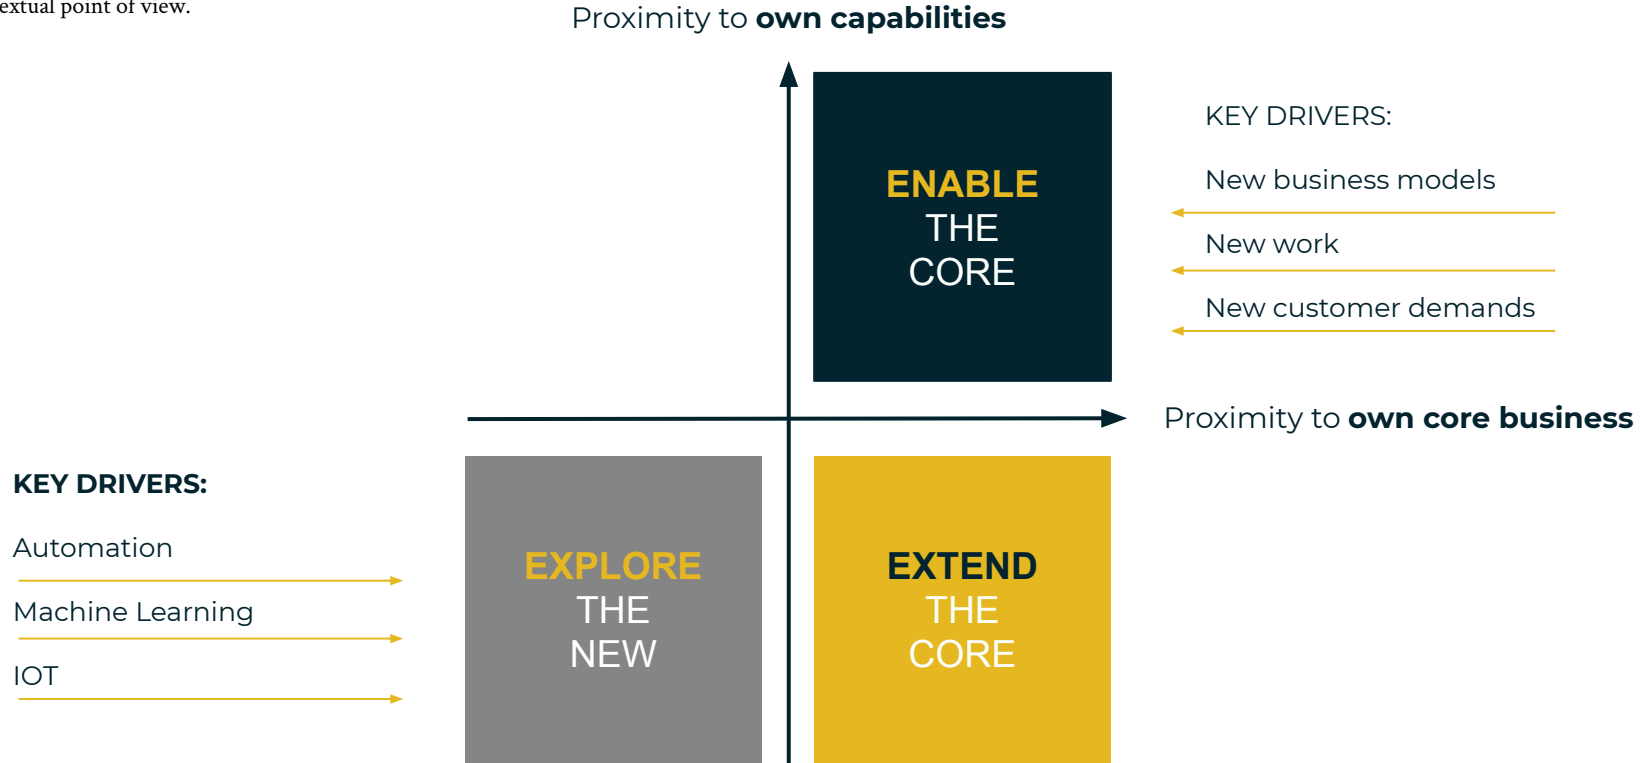 extual point of view.
Proximity to own capabilities
ENABLE
THE
CORE
KEY DRIVERS:
New business models
New work
New customer demands
Proximity to own core business
KEY DRIVERS:
Automation
Machine Learning
IOT
EXPLORE
THE
NEW
EXTEND
THE
CORE